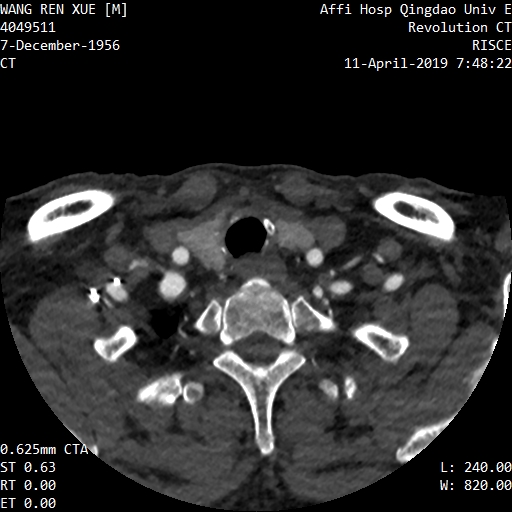 WANG REN XUE [M]
4049511
7-December-1956
CT
Affi Hosp Qingdao Univ E
Revolution CT
RISCE
11-April-2019 7:48:22
0.625mm CTA
ST 0.63
RT 0.00
ET 0.00
L: 240.00
W: 820.00